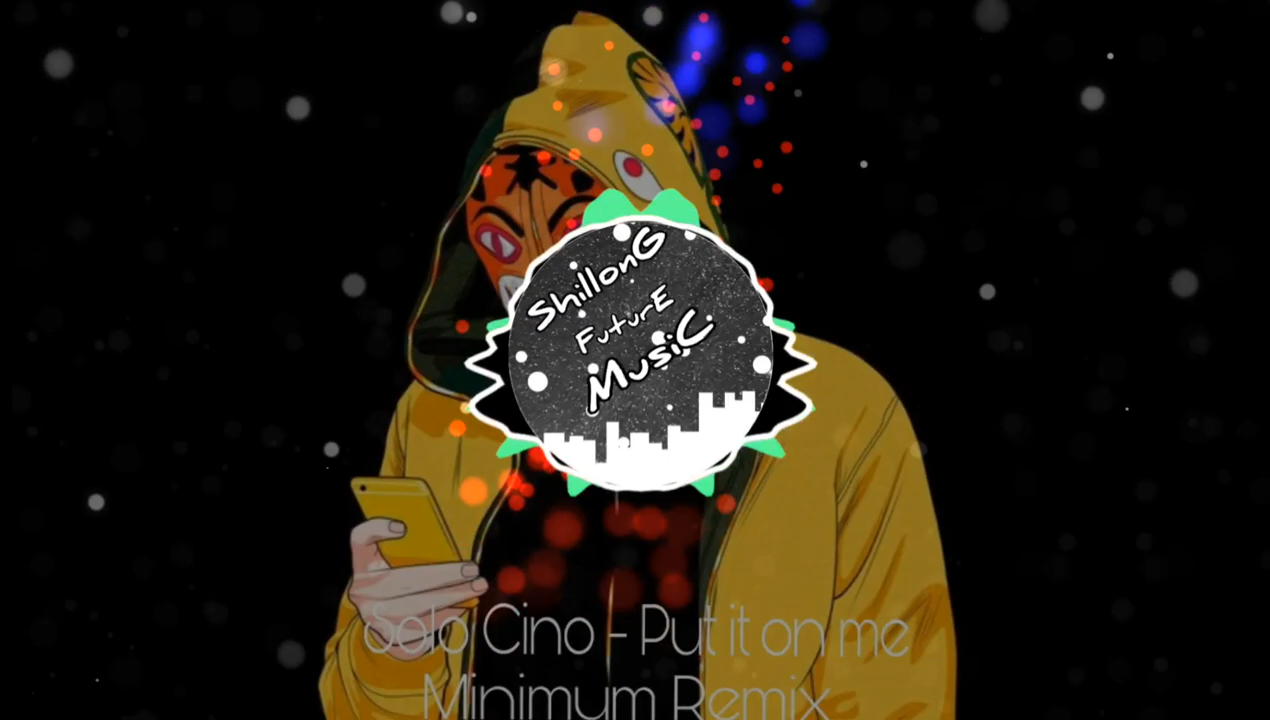 ShillonG
FuturE
MusiC
Solo Cino - Put it on me
Minimum Remix